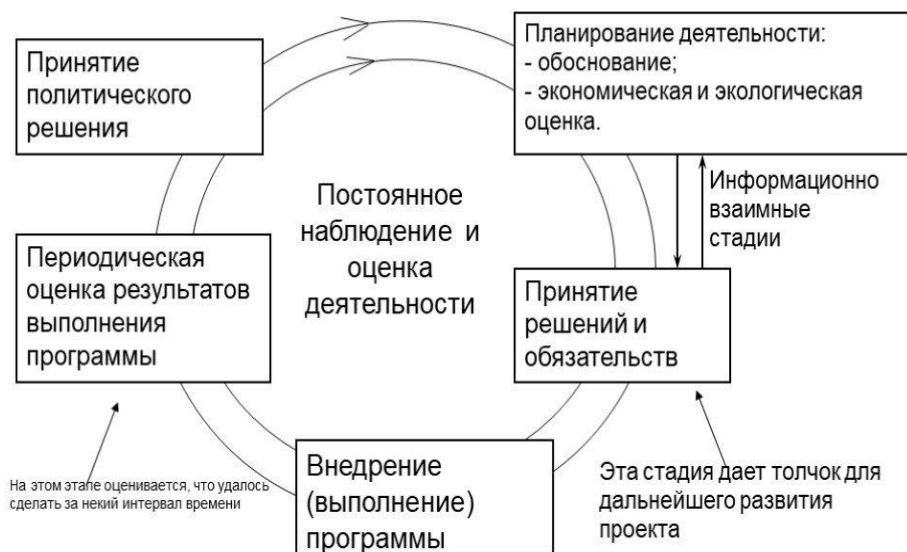 Принятие
политического
решения
Планирование деятельности:
- обоснование;
- экономическая и экологическая
оценка.
Информационно
взаимные
стадии
Постоянное
наблюдение и
оценка
деятельности
Периодическая
оценка результатов
выполнения
программы
Принятие
решений и
обязательств
На этом этапе оценивается, что удалось
сделать за некий интервал времени
Внедрение
(выполнение)
программы
Эта стадия дает толчок для
дальнейшего развития
проекта